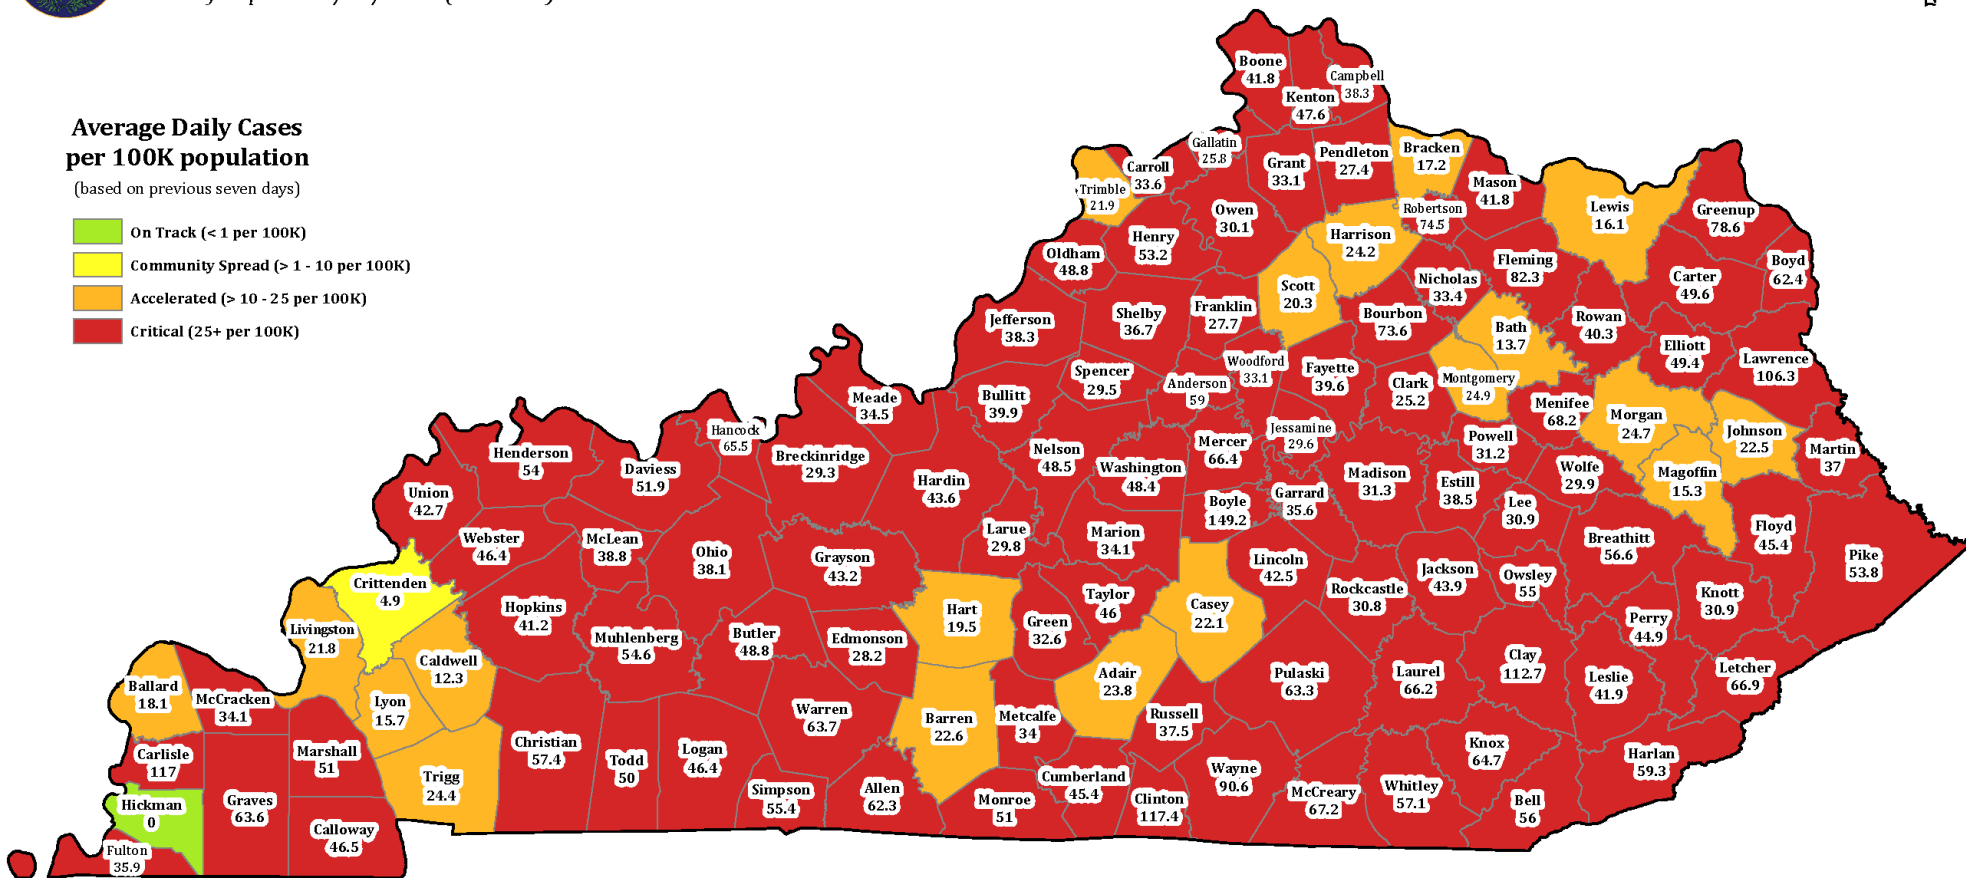 Average Daily Cases
per 100K population
(based on previous seven days)
On Track (< 1 per 100K)
Community Spread (> 1 - 10 per 100K)
Accelerated (> 10 - 25 per 100K)
Critical (25+ per 100K)
Boone
41.8
Kenton
47.6
Campbell
38.3
Gallatin
25.8
Grant
33.1
Pendleton
27.4
Bracken
17.2
Mason
41.8
Carroll
33.6
Trimble
21.9
Owen
30.1
Robertson
74.5
Lewis
16.1
Greenup
78.6
Henry
53.2
Harrison
24.2
Oldham
48.8
Fleming
82.3
Boyd
62.4
Carter
49.6
Nicholas
33.4
Scott
20.3
Franklin
27.7
Shelby
36.7
Jefferson
38.3
Bourbon
73.6
Bath
13.7
Rowan
40.3
Elliott
49.4
Lawrence
106.3
Woodford
33.1
Fayette
39.6
Spencer
29.5
Anderson
59
Clark
25.2
Montgomery
24.9
Bullitt
39.9
Meade
34.5
Menifee
68.2
Morgan
24.7
Johnson
22.5
Martin
37
Hancock
65.5
Jessamine
29.6
Mercer
66.4
Powell
31.2
Nelson
48.5
Washington
48.4
Henderson
54
Daviess
51.9
Breckinridge
29.3
Hardin
43.6
Madison
31.3
Estill
38.5
Wolfe
29.9
Magoffin
15.3
Union
42.7
Boyle
149.2
Garrard
35.6
Lee
30.9
Floyd
45.4
Larue
29.8
Marion
34.1
Webster
46.4
McLean
38.8
Ohio
38.1
Grayson
43.2
Lincoln
42.5
Breathitt
56.6
Pike
53.8
Crittenden
4.9
Jackson
43.9
Owsley
55
Rockcastle
30.8
Knott
30.9
Hopkins
41.2
Hart
19.5
Taylor
46
Casey
22.1
Green
32.6
Perry
44.9
Livingston
21.8
Muhlenberg
54.6
Butler
48.8
Edmonson
28.2
Caldwell
12.3
Adair
23.8
Pulaski
63.3
Laurel
66.2
Clay
112.7
Leslie
41.9
Letcher
66.9
Ballard
18.1
McCracken
34.1
Lyon
15.7
Warren
63.7
Barren
22.6
Metcalfe
34
Russell
37.5
Carlisle
117
Marshall
51
Christian
57.4
Todd
50
Logan
46.4
Knox
64.7
Harlan
59.3
Trigg
24.4
Simpson
55.4
Allen
62.3
Cumberland
45.4
Monroe
51
Clinton
117.4
Wayne
90.6
McCreary
67.2
Whitley
57.1
Bell
56
Hickman
0
Graves
63.6
Calloway
46.5
Fulton
35.9